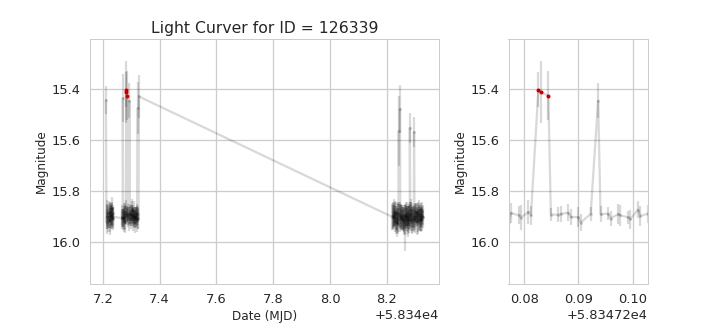 Light Curver for ID = 126339
Magnitude
15.4
15.6
15.8
16.0
7.2 7.4 7.6 7.8 8.0 8.2
Date (MJD)
+5.834e4
Magnitude
15.4
15.6
15.8
16.0
0.08 0.09 0.10
+5.83472e4